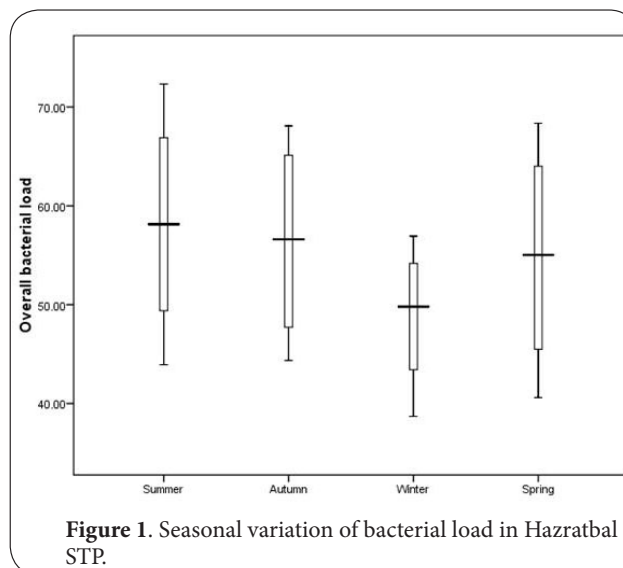 70.00
60.00
50.00
40.00
Overall bacterial load
Summer Autumn Winter Spring
Figure 1. Seasonal variation of bacterial load in Hazratbal
STP.